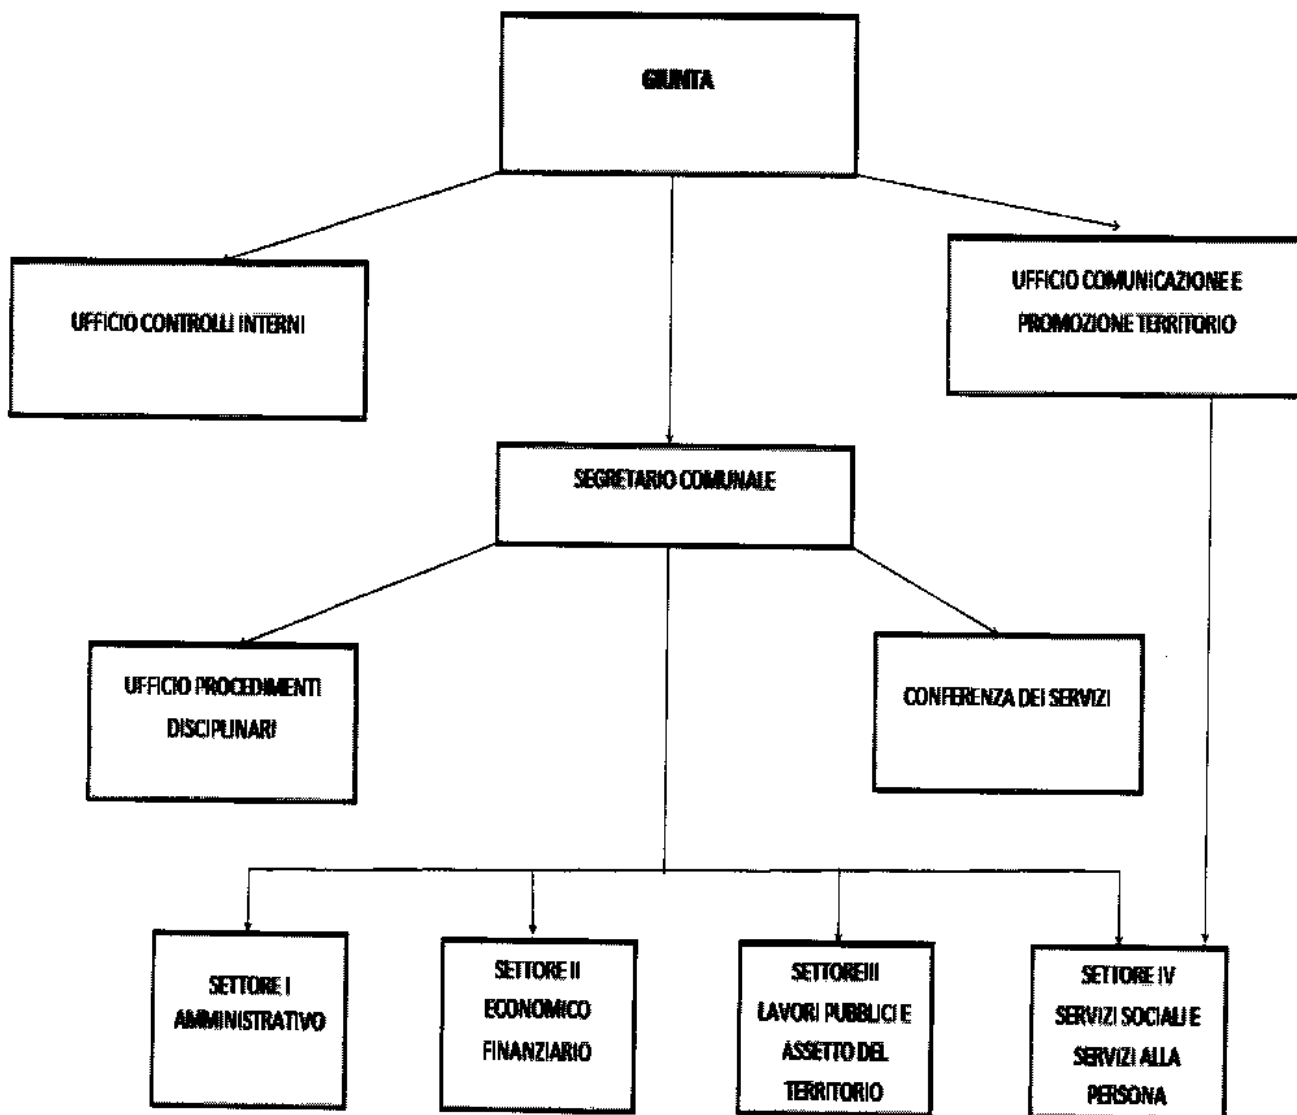 GIUNTA
UFFICIO CONTROLLI INTERNI
UFFICIO COMUNICAZIONE E
PROMOZIONE TERRITORIO
SEGRETARIO COMUNALE
UFFICIO PROCEDIMENTI
DISCIPLINARI
CONFERENZA DEI SERVIZI
SETTORE I
AMMINISTRATIVO
SETTORE II
ECONOMICO
FINANZIARIO
SETTORE III
LAVORI PUBBLICI E
ASSETTO DEL
TERRITORIO
SETTORE IV
SERVIZI SOCIALI E
SERVIZI ALLA
PERSONA